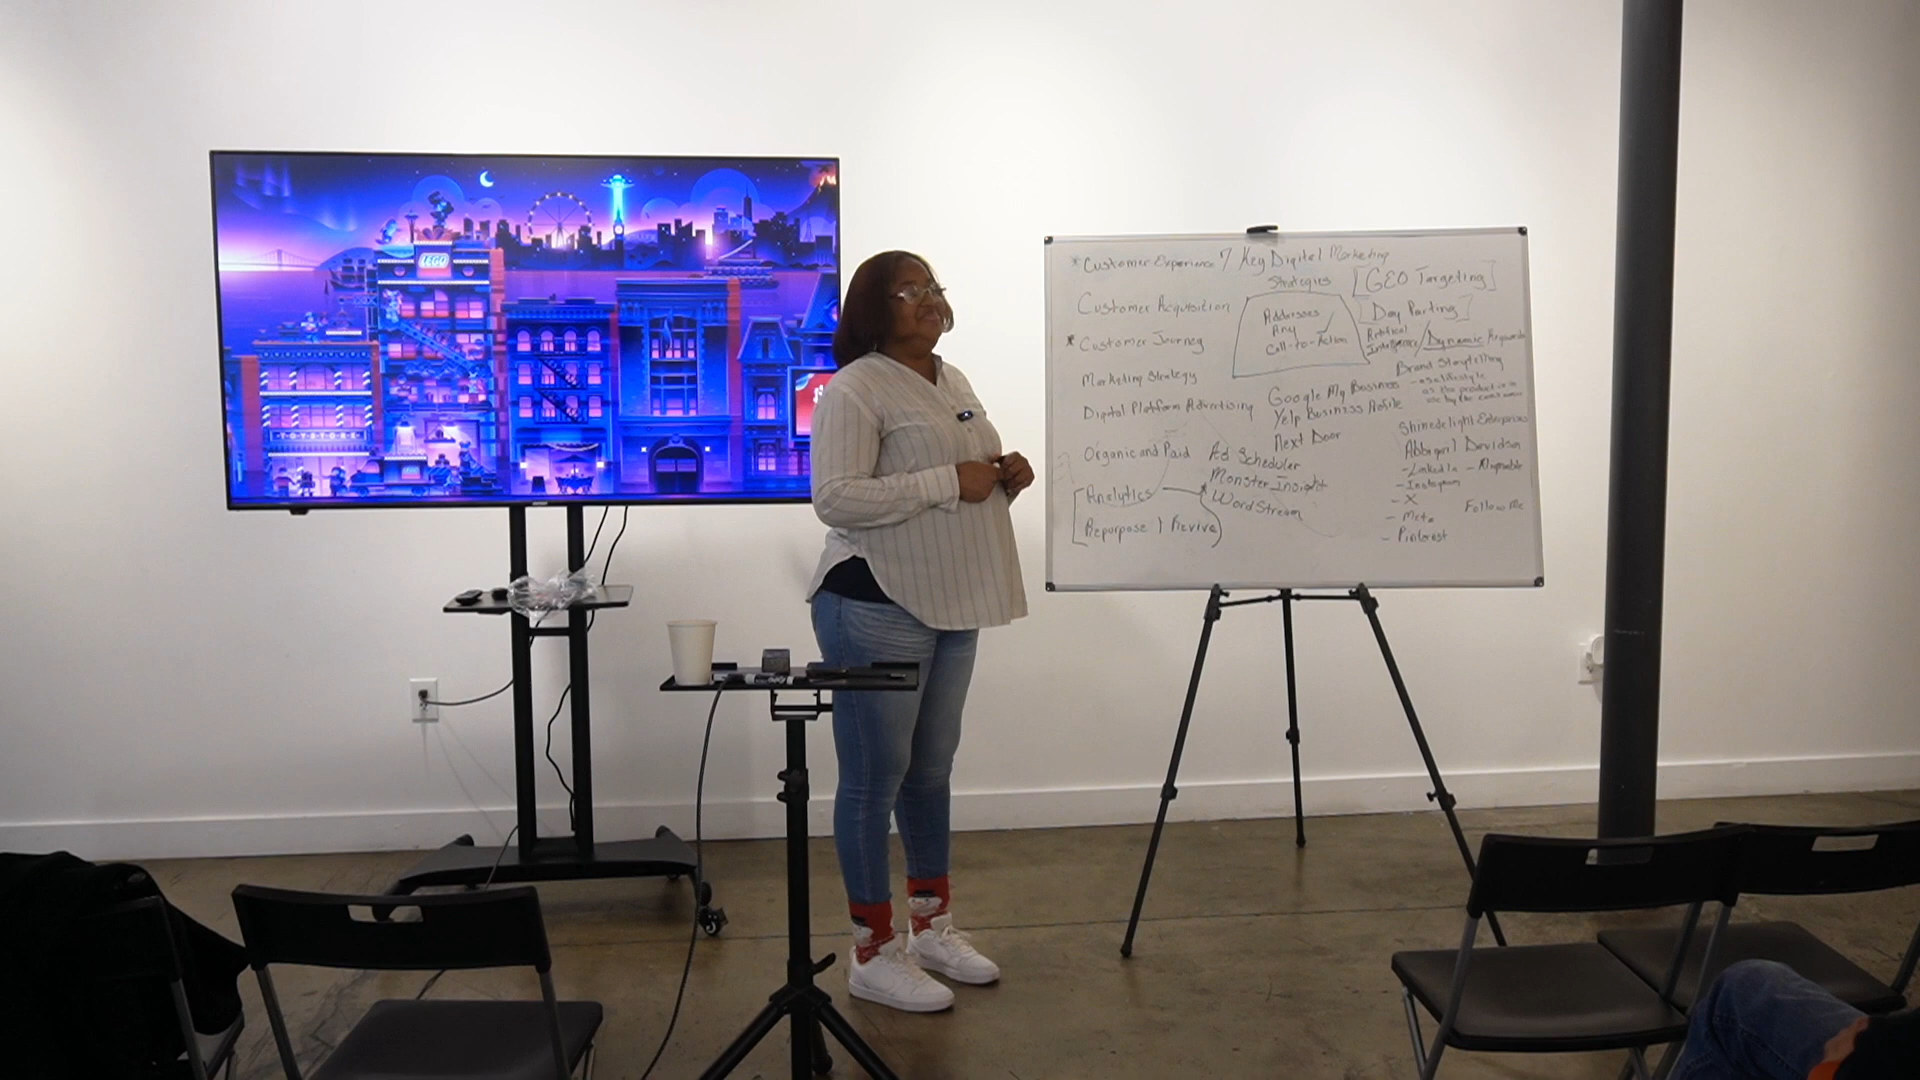 LEGO
* Customer Experience
Customer Acquisition
* Customer Journey
Marketing Strategy
Digital Platform Advertising
Organic and Paid
Analytics
Repurpose / Revive
7 Key Digital Marketing
Strategies
Addresses
Any
Call-to-Action
Google My Business
Yelp Business Profile
Next Door
Ad Scheduler
Monster Insight
* WordStream
[GEO Targeting]
[Day Parting]
Artificial
Intelligence
Dynamic Keywords
Brand Storytelling
Shinedelight Enterprises
Abbigail Davidson
- LinkedIn - Alignable
- Instagram
- X
- Meta
Follow Me
- Pinterest